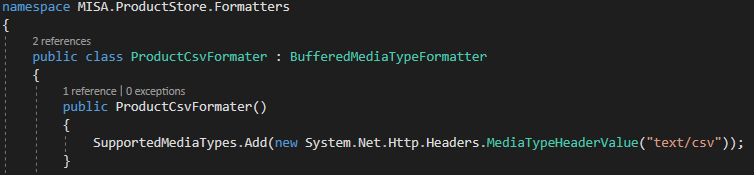 namespace MISA.ProductStore.Formatters
{
2 references
public class ProductCsvFormater : BufferedMediaTypeFormatter
{
1 reference | 0 exceptions
public ProductCsvFormater()
{
SupportedMediaTypes.Add(new System.Net.Http.Headers.MediaTypeHeaderValue("text/csv"));
}